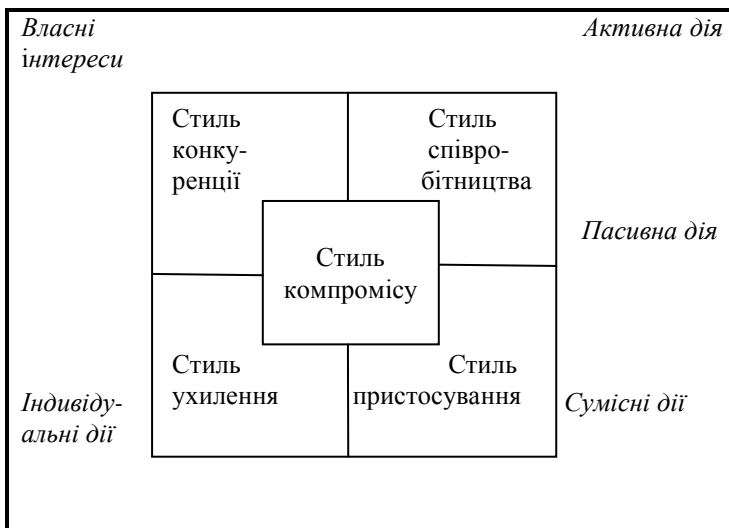 Власні
інтереси
Активна дія
Стиль
конку-
ренції
Стиль
співро-
бітництва
Пасивна дія
Стиль
компромісу
Стиль
ухилення
Стиль
пристосування
Індивіду-
альні дії
Сумісні дії